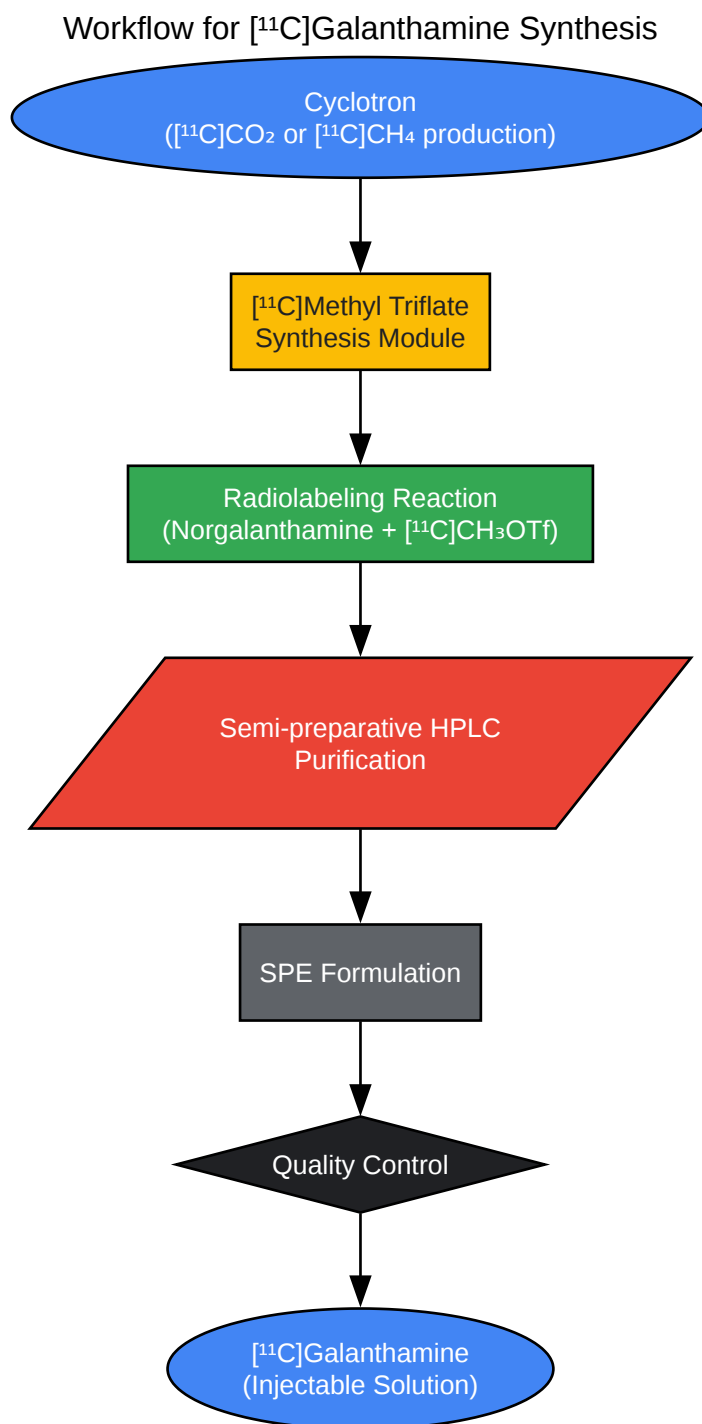 Workflow for [¹¹C]Galanthamine Synthesis
Cyclotron
([¹¹C]CO₂ or [¹¹C]CH₄ production)
[¹¹C]Methyl Triflate
Synthesis Module
Radiolabeling Reaction
(Norgalanthamine + [¹¹C]CH₃OTf)
Semi-preparative HPLC
Purification
SPE Formulation
Quality Control
[¹¹C]Galanthamine
(Injectable Solution)